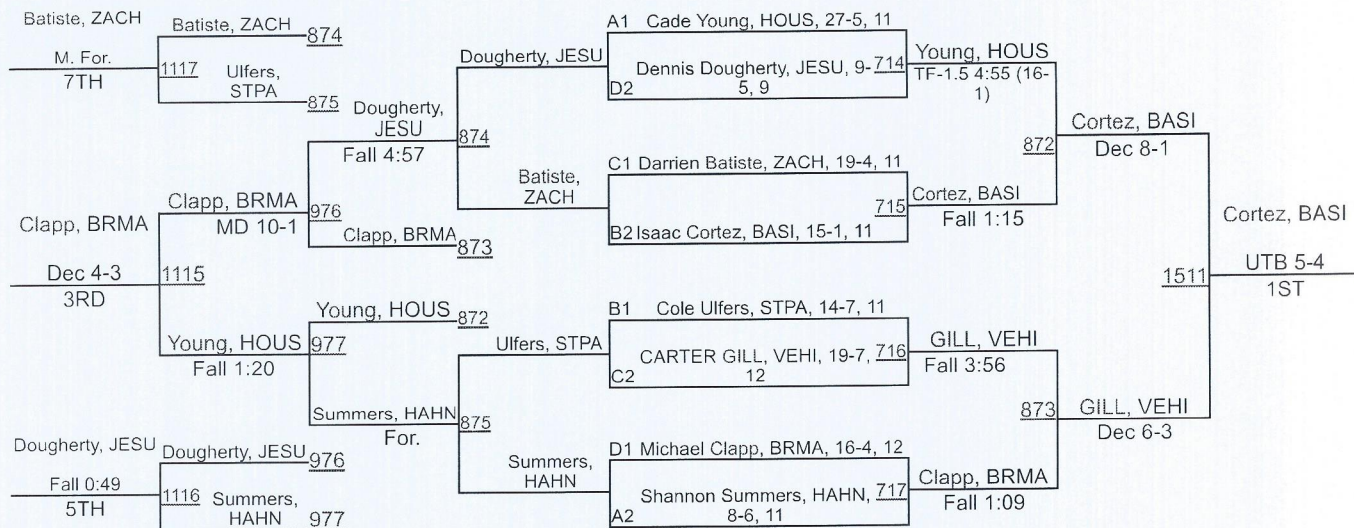 Batiste, ZACH
M. For.
7TH
Batiste, ZACH
874
1117
Ulfers,
STPA
875
Clapp, BRMA
Dec 4-3
3RD
Clapp, BRMA
MD 10-1
1115
Young, HOUS
Fall 1:20
Dougherty,
JESU
Fall 4:57
976
Clapp, BRMA
873
Young, HOUS
872
977
Summers, HAHN
For.
Dougherty, JESU
Fall 0:49
5TH
Dougherty, JESU
976
1116
Summers,
HAHN
977
Dougherty, JESU
874
Batiste,
ZACH
Ulfers, STPA
875
Summers,
HAHN
A1 Cade Young, HOUS, 27-5, 11
Dennis Dougherty, JESU, 9-
5, 9
D2
714
C1 Darrien Batiste, ZACH, 19-4, 11
715
B2 Isaac Cortez, BASI, 15-1, 11
B1 Cole Ulfers, STPA, 14-7, 11
CARTER GILL, VEHI, 19-7,
12
C2
716
D1 Michael Clapp, BRMA, 16-4, 12
Shannon Summers, HAHN,
8-6, 11
A2
717
Young, HOUS
TF-1.5 4:55 (16-
1)
872
Cortez, BASI
Fall 1:15
GILL, VEHI
Fall 3:56
873
Clapp, BRMA
Fall 1:09
Cortez, BASI
Dec 8-1
1511
GILL, VEHI
Dec 6-3
Cortez, BASI
UTB 5-4
1ST